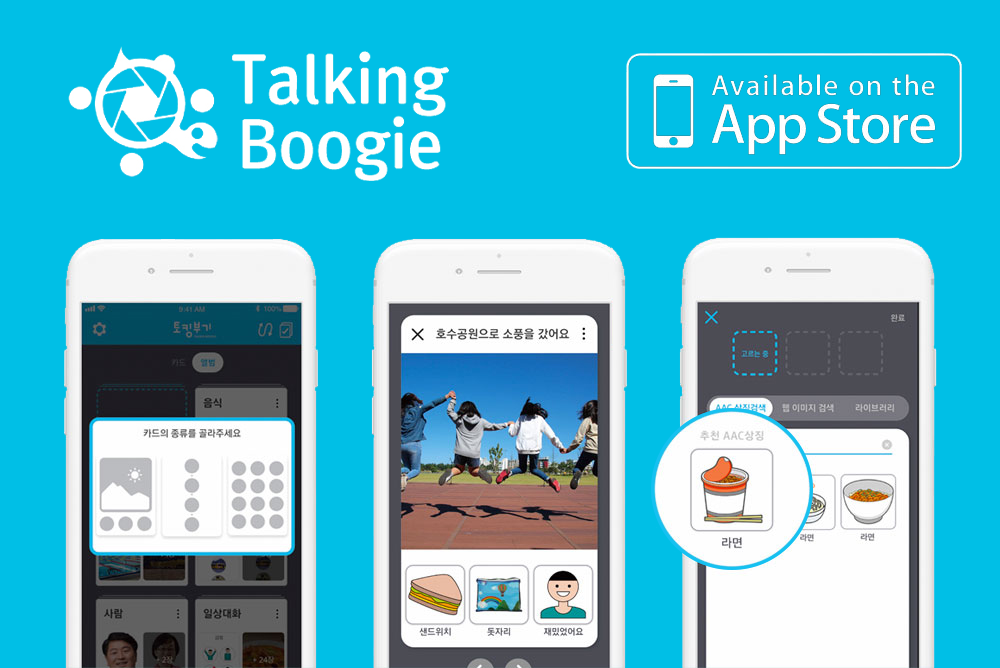 Talking
Boogie
Available on the
App Store
9:41 AM
100%
토킹부기
카드
앨범
음식
카드의 종류를 골라주세요
사람
일상대화
2장
24장
호수공원으로 소풍을 갔어요
샌드위치
돗자리
재밌었어요
완료
고르는 중
AAC 상징검색
웹 이미지 검색
라이브러리
추천 AAC상징
라면
라면
라면